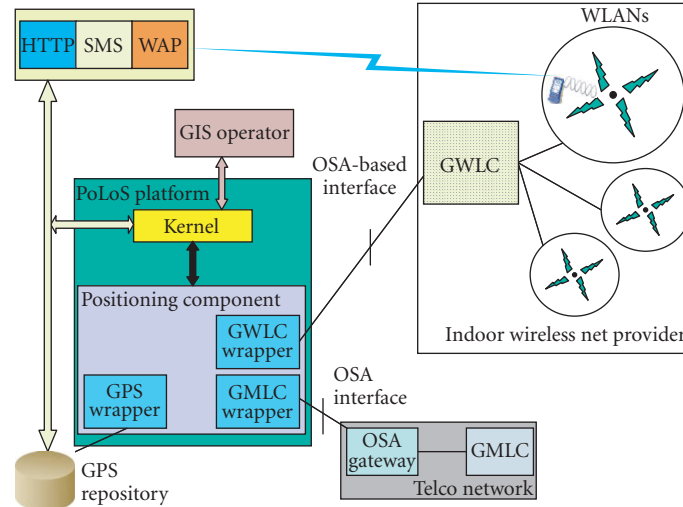 HTTP SMS WAP
WLANs
GIS operator
OSA-based
interface
GWLC
PoLoS platform
Kernel
Positioning component
GWLC
wrapper
Indoor wireless net provider
GPS
wrapper
GMLC
wrapper
OSA
interface
OSA
gateway
GMLC
Telco network
GPS
repository